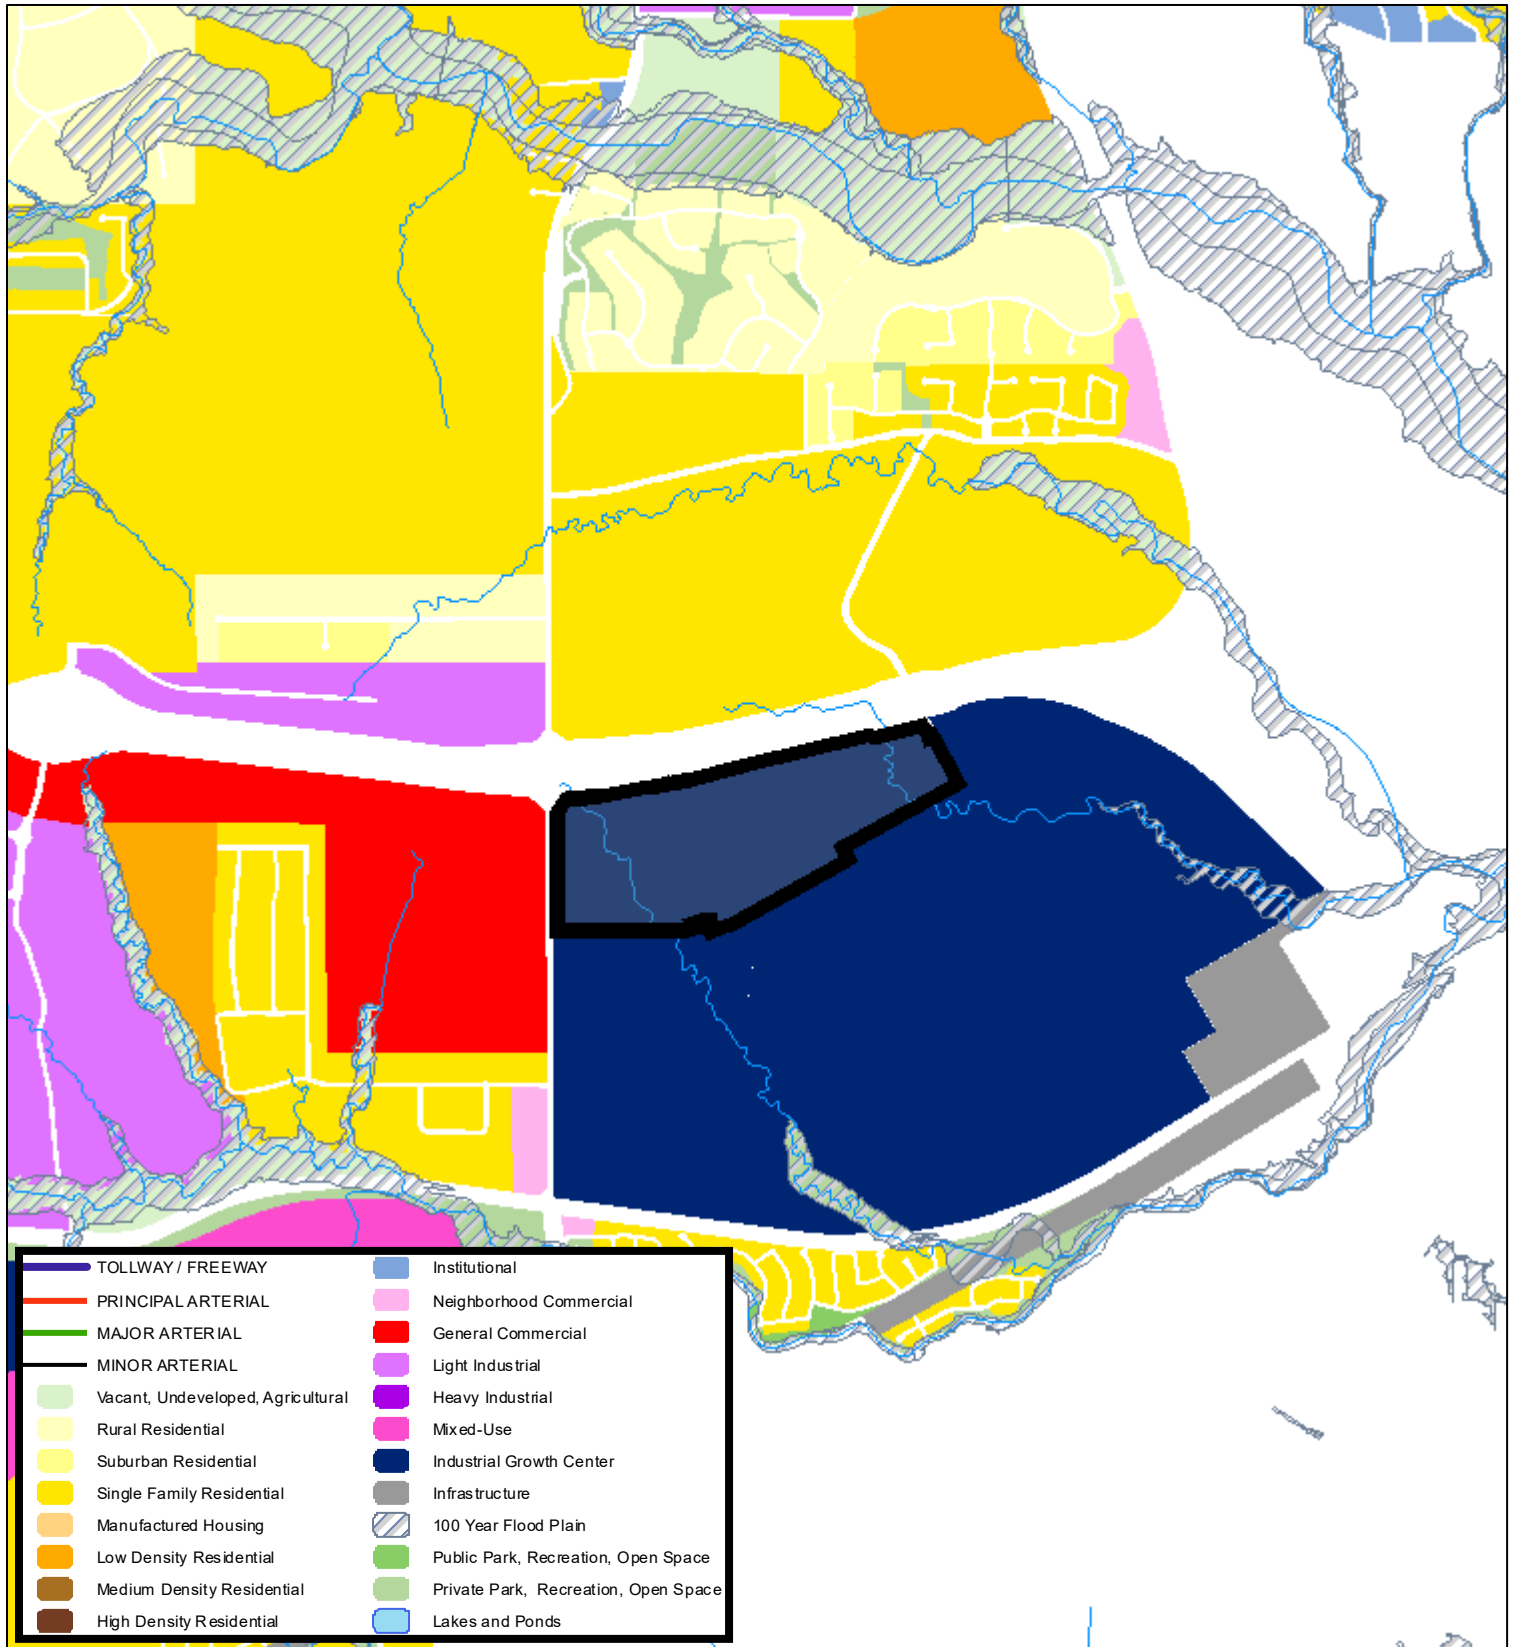 TOLLWAY / FREEWAY
PRINCIPAL ARTERIAL
MAJOR ARTERIAL
MINOR ARTERIAL
Vacant, Undeveloped, Agricultural
Rural Residential
Suburban Residential
Single Family Residential
Manufactured Housing
Low Density Residential
Medium Density Residential
High Density Residential
Institutional
Neighborhood Commercial
General Commercial
Light Industrial
Heavy Industrial
Mixed-Use
Industrial Growth Center
Infrastructure
100 Year Flood Plain
Public Park, Recreation, Open Space
Private Park, Recreation, Open Space
Lakes and Ponds